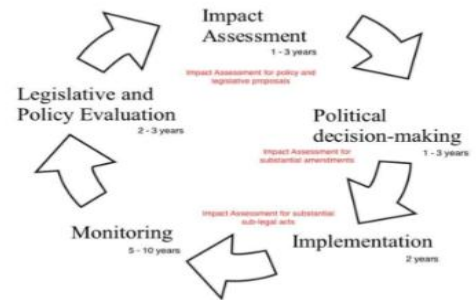 Impact
Assessment
1 - 3 years
Impact Assessment for policy and
legislative proposals
Political
decision-making
1 - 3 years
Impact Assessment for
substantial amendments
Implementation
2 years
Impact Assessment for substantial
sub-legal acts
Monitoring
5 - 10 years
Legislative and
Policy Evaluation
2 - 3 years